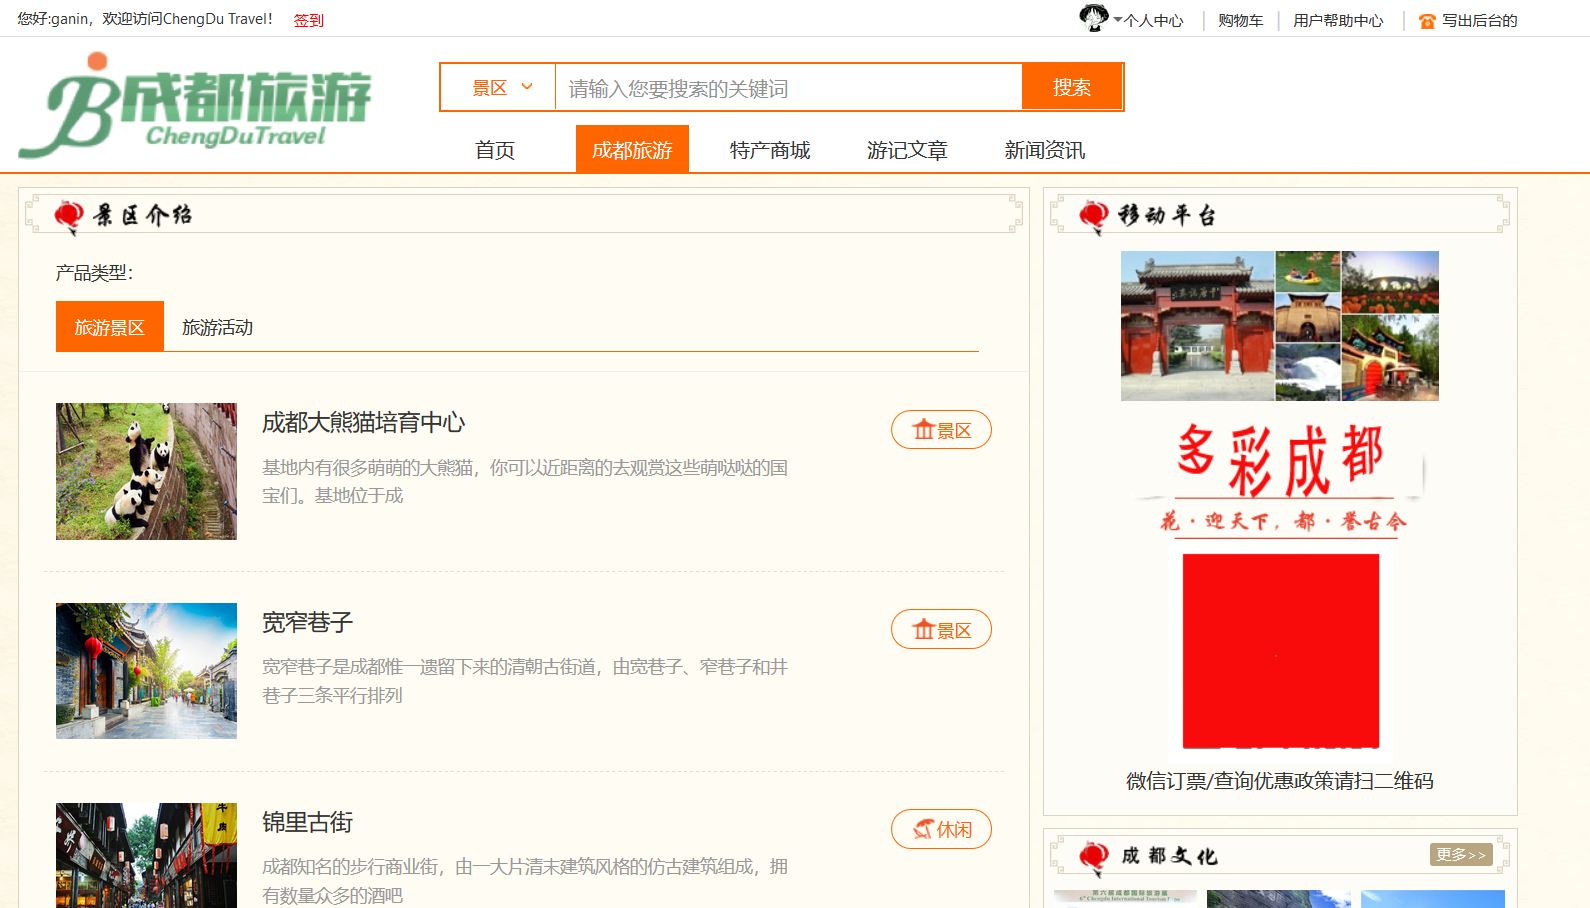 您好:ganin，欢迎访问ChengDu Travel！ 签到
个人中心 购物车 用户帮助中心 写出后台的
成都旅游
ChengDuTravel
景区 请输入您要搜索的关键词 搜索
首页 成都旅游 特产商城 游记文章 新闻资讯
景区介绍
产品类型：
旅游景区 旅游活动
成都大熊猫培育中心
景区
基地内有很多萌萌的大熊猫，你可以近距离的去观赏这些萌哒哒的国
宝们。基地位于成
宽窄巷子
景区
宽窄巷子是成都惟一遗留下来的清朝古街道，由宽巷子、窄巷子和井
巷子三条平行排列
锦里古街
休闲
成都知名的步行商业街，由一大片清末建筑风格的仿古建筑组成，拥
有数量众多的酒吧
移动平台
多彩成都
花·迎天下，都·誉古今
微信订票/查询优惠政策请扫二维码
成都文化
更多>>
第六届成都国际旅游展